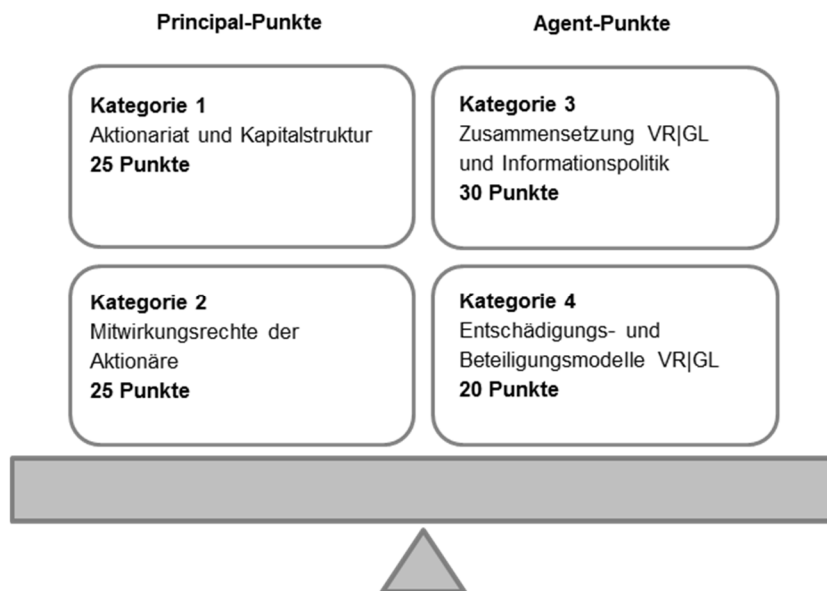 Principal-Punkte
Agent-Punkte
Kategorie 1
Aktionariat und Kapitalstruktur
25 Punkte
Kategorie 3
Zusammensetzung VR|GL
und Informationspolitik
30 Punkte
Kategorie 2
Mitwirkungsrechte der
Aktionäre
25 Punkte
Kategorie 4
Entschädigungs- und
Beteiligungsmodelle VR|GL
20 Punkte